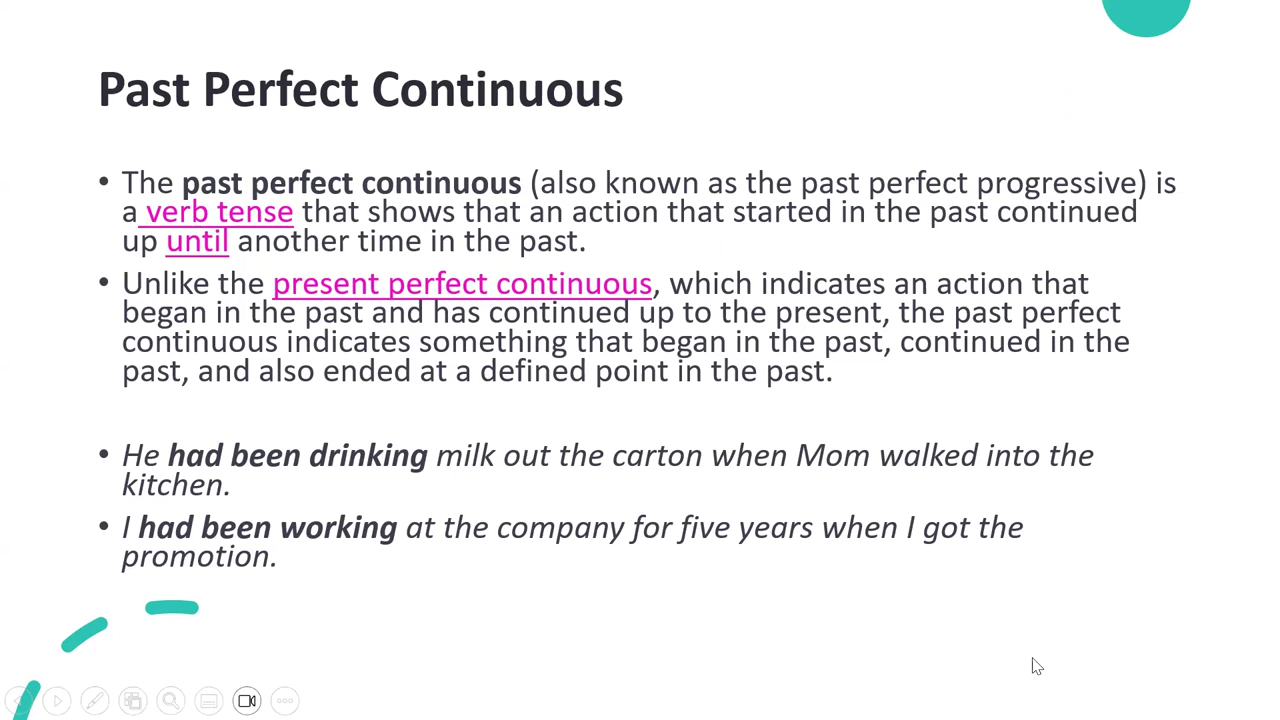 Past Perfect Continuous
• The past perfect continuous (also known as the past perfect progressive) is
a verb tense that shows that an action that started in the past continued
up until another time in the past.
• Unlike the present perfect continuous, which indicates an action that
began in the past and has continued up to the present, the past perfect
continuous indicates something that began in the past, continued in the
past, and also ended at a defined point in the past.
• He had been drinking milk out the carton when Mom walked into the
kitchen.
• I had been working at the company for five years when I got the
promotion.